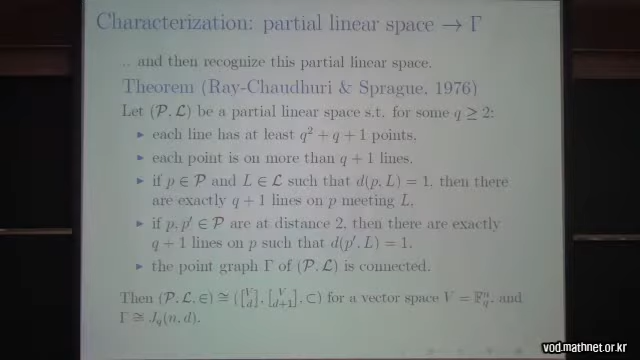 Characterization: partial linear space → Γ
.. and then recognize this partial linear space.
Theorem (Ray-Chaudhuri & Sprague, 1976)
Let (𝒫, ℒ) be a partial linear space s.t. for some q ≥ 2:
▶ each line has at least q² + q + 1 points,
▶ each point is on more than q + 1 lines,
▶ if p ∈ 𝒫 and L ∈ ℒ such that d(p, L) = 1, then there
are exactly q + 1 lines on p meeting L,
▶ if p, p′ ∈ 𝒫 are at distance 2, then there are exactly
q + 1 lines on p such that d(p′, L) = 1,
▶ the point graph Γ of (𝒫, ℒ) is connected.
Then (𝒫, ℒ, ∈) ≅ ([V d], [V d+1], ⊂) for a vector space V = 𝔽ⁿ_q, and
Γ ≅ J_q(n, d).
vod.mathnet.or.kr